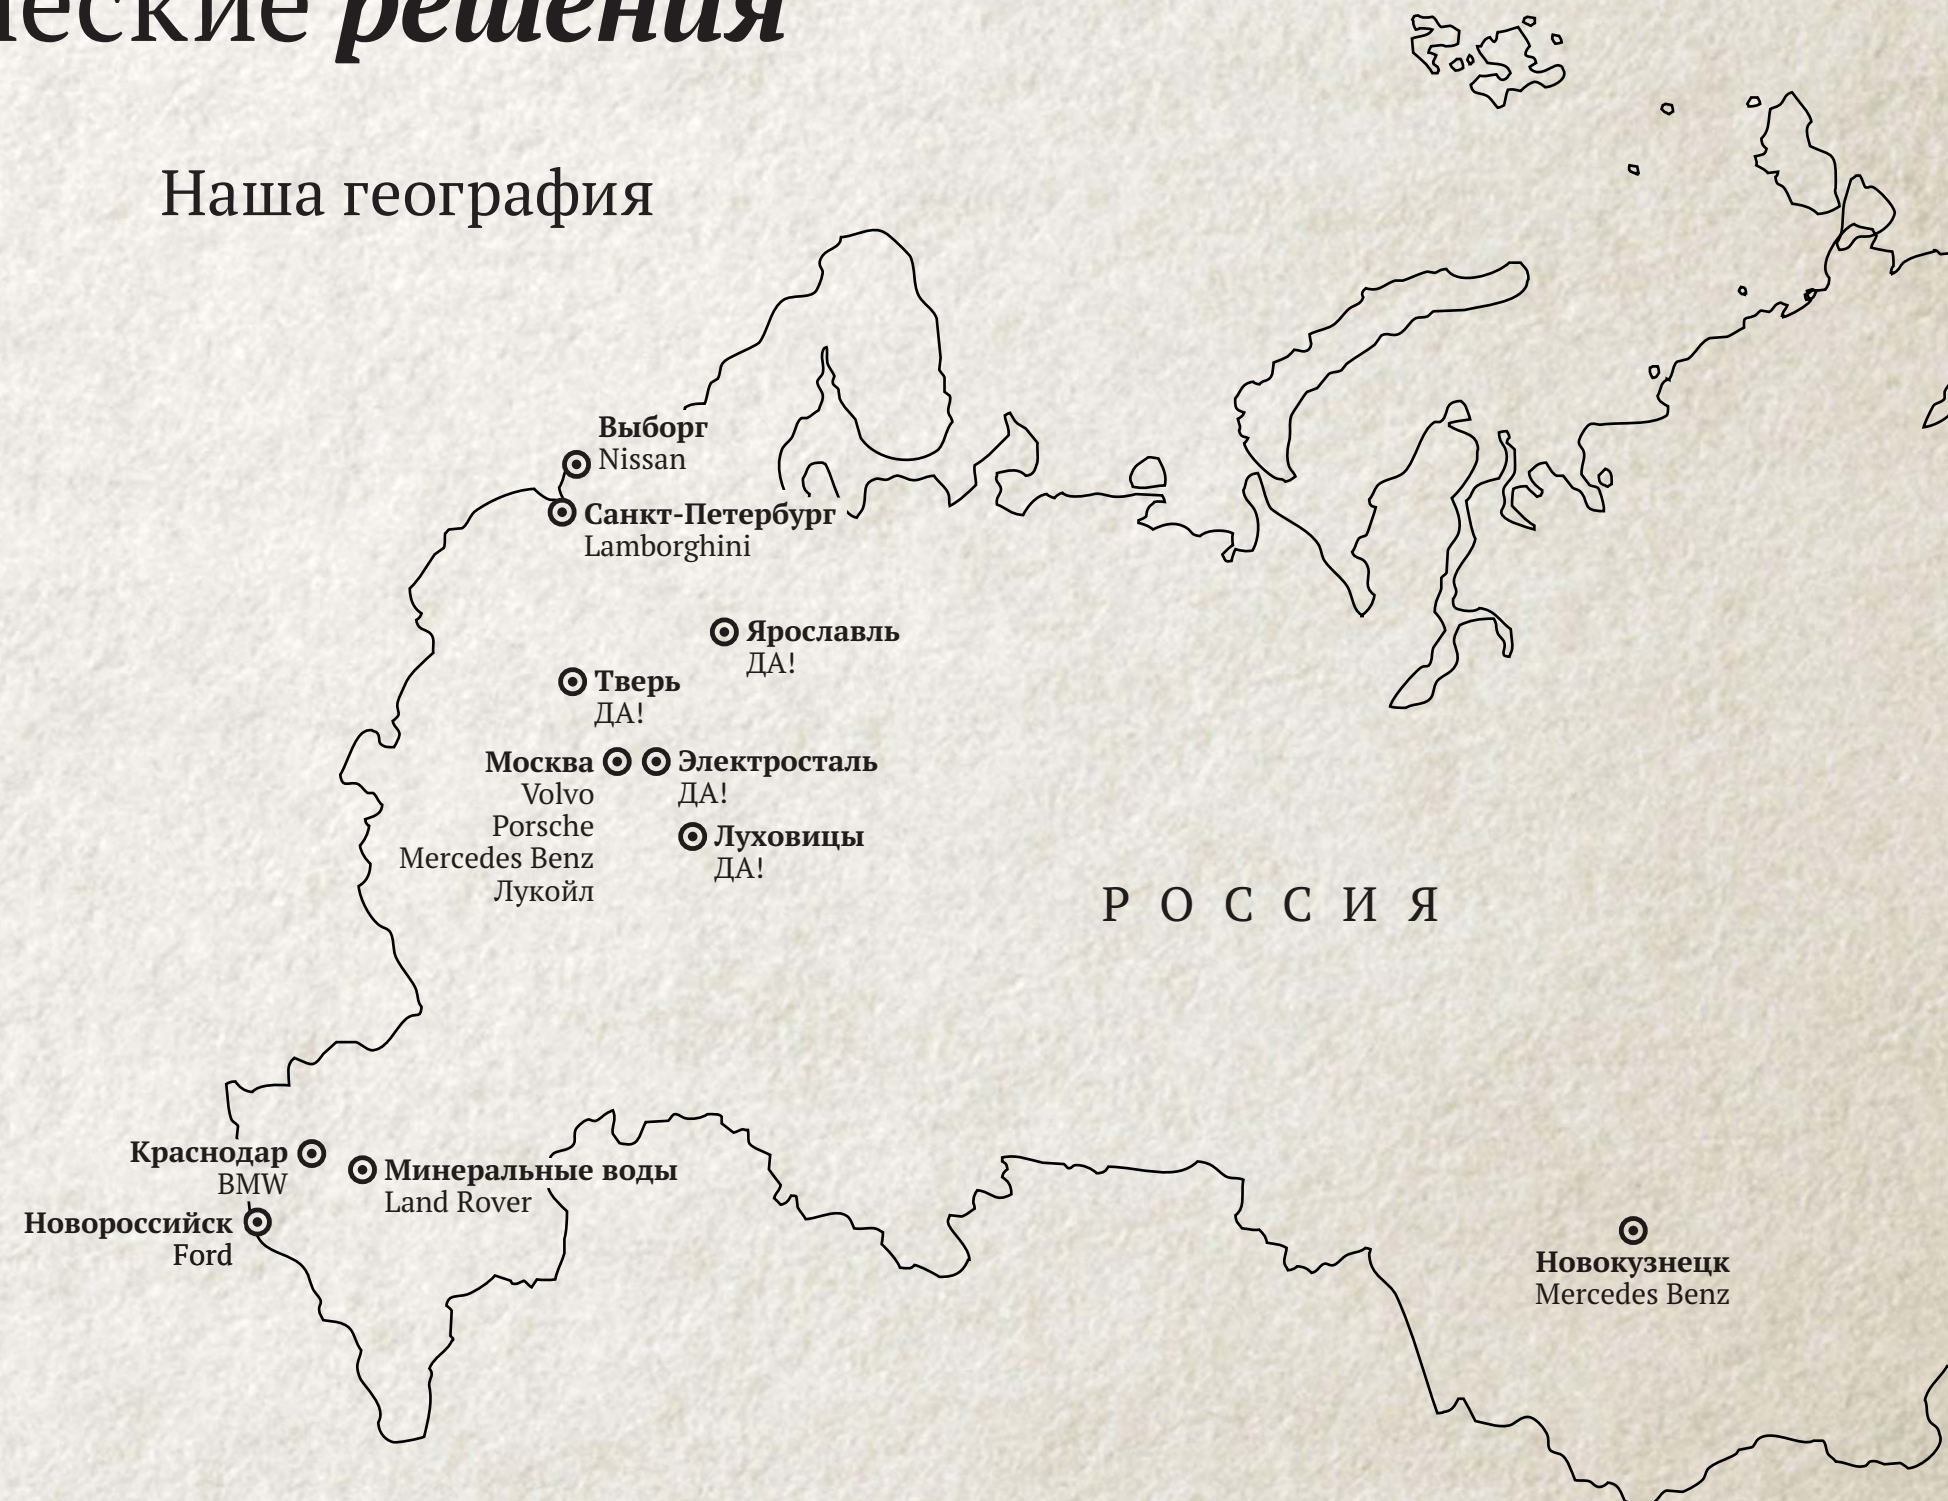 решения
Наша география
Выборг
Nissan
Санкт-Петербург
Lamborghini
Ярославль
ДА!
Тверь
ДА!
Москва
Volvo
Porsche
Mercedes Benz
Лукойл
Электросталь
ДА!
Луховицы
ДА!
РОССИЯ
Краснодар
BMW
Минеральные воды
Land Rover
Новороссийск
Ford
Новокузнецк
Mercedes Benz